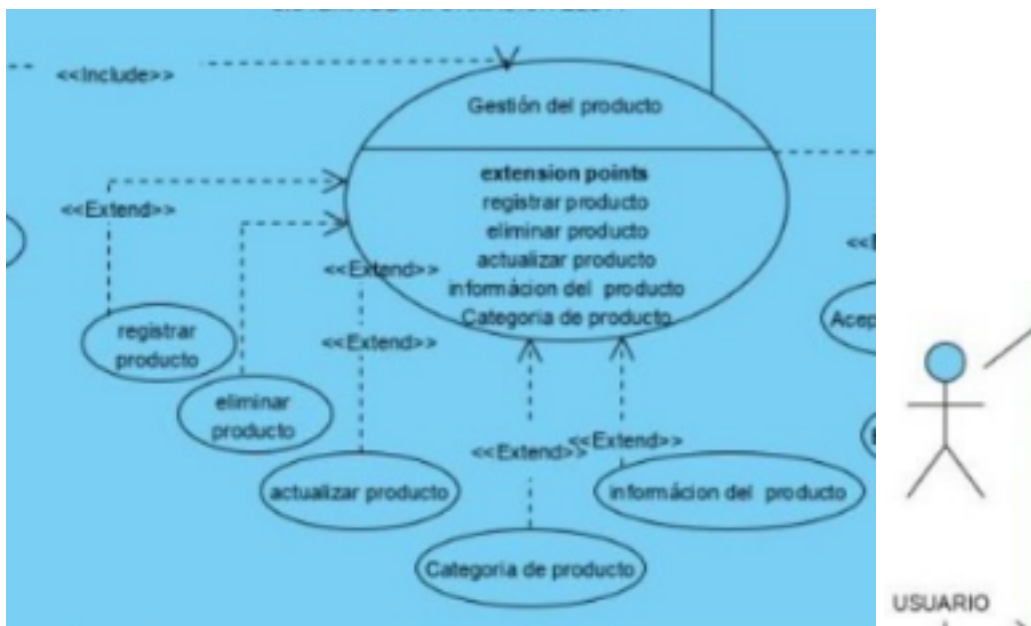 <<Include>>
Gestión del producto
extension points
registrar producto
eliminar producto
actualizar producto
informácion del producto
Categoria de producto
<<Extend>>
<<Extend>>
<<Extend>>
registrar
producto
eliminar
producto
<<Extend>>
<<Extend>>
actualizar producto
informácion del producto
Categoria de producto
Acep
USUARIO